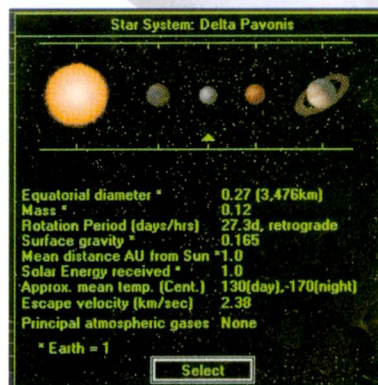 Star System: Delta Pavonis
Equatorial diameter * 0.27 (3,476km)
Mass * 0.12
Rotation Period (days/hrs) 27.3d, retrograde
Surface gravity * 0.165
Mean distance AU from Sun * 1.0
Solar Energy received * 1.0
Approx. mean temp. (Cent.) 130(day),-170(night)
Escape velocity (km/sec) 2.38
Principal atmospheric gases None
* Earth = 1
Select